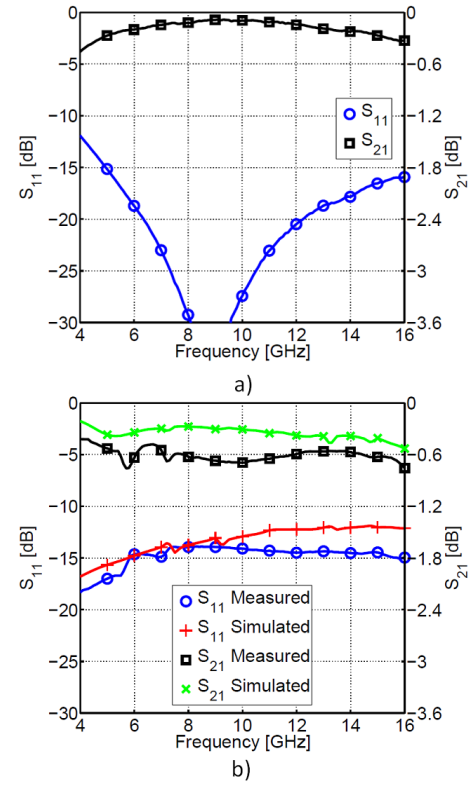 0
−5
−10
−15
−20
−25
−30
S11 [dB]
0
−0.6
−1.2
−1.8
−2.4
−3
−3.6
S21 [dB]
S11
S21
4 6 8 10 12 14 16
Frequency [GHz]
a)
0
−5
−10
−15
−20
−25
−30
S11 [dB]
0
−0.6
−1.2
−1.8
−2.4
−3
−3.6
S21 [dB]
S11 Measured
S11 Simulated
S21 Measured
S21 Simulated
4 6 8 10 12 14 16
Frequency [GHz]
b)